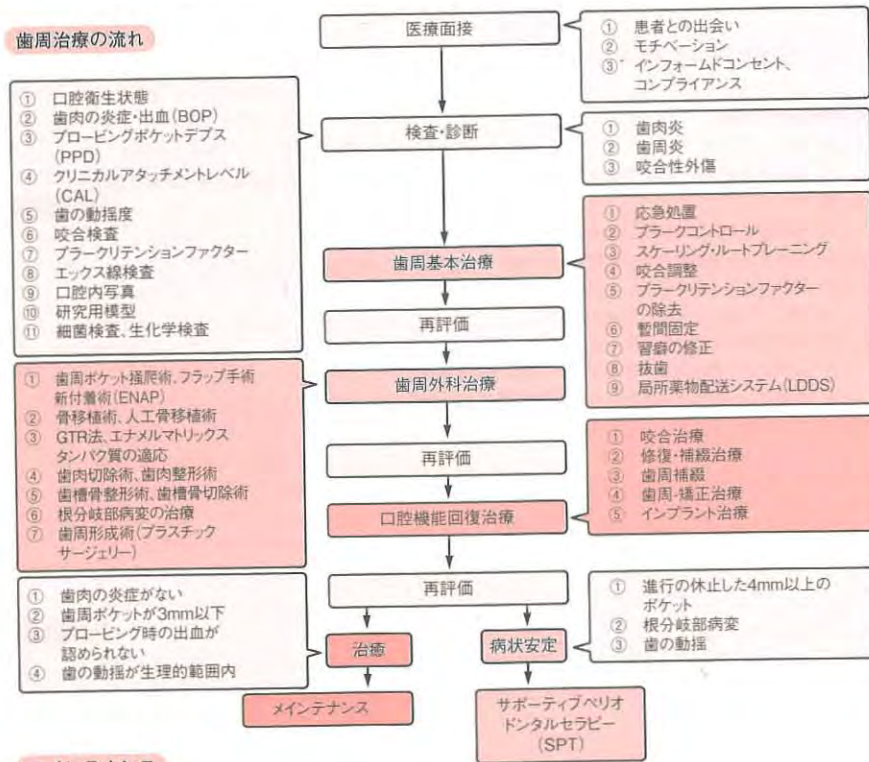 歯周治療の流れ
医療面接
① 患者との出会い
② モチベーション
③ インフォームドコンセント、
コンプライアンス
① 口腔衛生状態
② 歯肉の炎症・出血(BOP)
③ プロービングポケットデプス
(PPD)
④ クリニカルアタッチメントレベル
(CAL)
⑤ 歯の動揺度
⑥ 咬合検査
⑦ プラークリテンションファクター
⑧ エックス線検査
⑨ 口腔内写真
⑩ 研究用模型
⑪ 細菌検査、生化学検査
検査・診断
① 歯肉炎
② 歯周炎
③ 咬合性外傷
歯周基本治療
① 応急処置
② プラークコントロール
③ スケーリング・ルートプレーニング
④ 咬合調整
⑤ プラークリテンションファクター
の除去
⑥ 暫間固定
⑦ 習癖の修正
⑧ 抜歯
⑨ 局所薬物配送システム(LDDS)
再評価
① 歯周ポケット掻爬術、フラップ手術
新付着術(ENAP)
② 骨移植術、人工骨移植術
③ GTR法、エナメルマトリックス
タンパク質の適応
④ 歯肉切除術、歯肉整形術
⑤ 歯槽骨整形術、歯槽骨切除術
⑥ 根分岐部病変の治療
⑦ 歯周形成術(プラスチック
サージェリー)
歯周外科治療
再評価
口腔機能回復治療
① 咬合治療
② 修復・補綴治療
③ 歯周補綴
④ 歯周-矯正治療
⑤ インプラント治療
再評価
① 歯肉の炎症がない
② 歯周ポケットが3mm以下
③ プロービング時の出血が
認められない
④ 歯の動揺が生理的範囲内
治癒
病状安定
① 進行の休止した4mm以上の
ポケット
② 根分岐部病変
③ 歯の動揺
メインテナンス
サポーティブペリオ
ドンタルセラピー
(SPT)